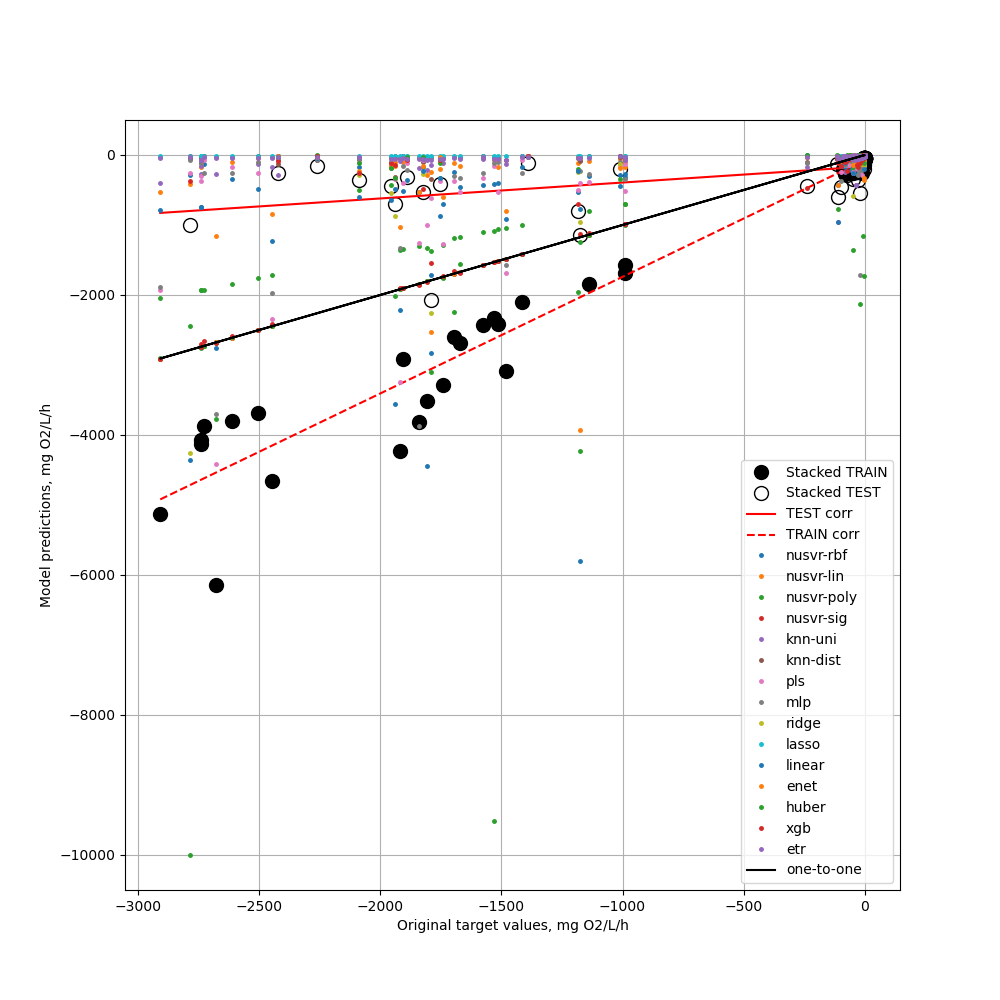 0
−2000
−4000
−6000
−8000
−10000
Model predictions, mg O2/L/h
−3000
−2500
−2000
−1500
−1000
−500
0
Original target values, mg O2/L/h
Stacked TRAIN
Stacked TEST
TEST corr
TRAIN corr
nusvr-rbf
nusvr-lin
nusvr-poly
nusvr-sig
knn-uni
knn-dist
pls
mlp
ridge
lasso
linear
enet
huber
xgb
etr
one-to-one